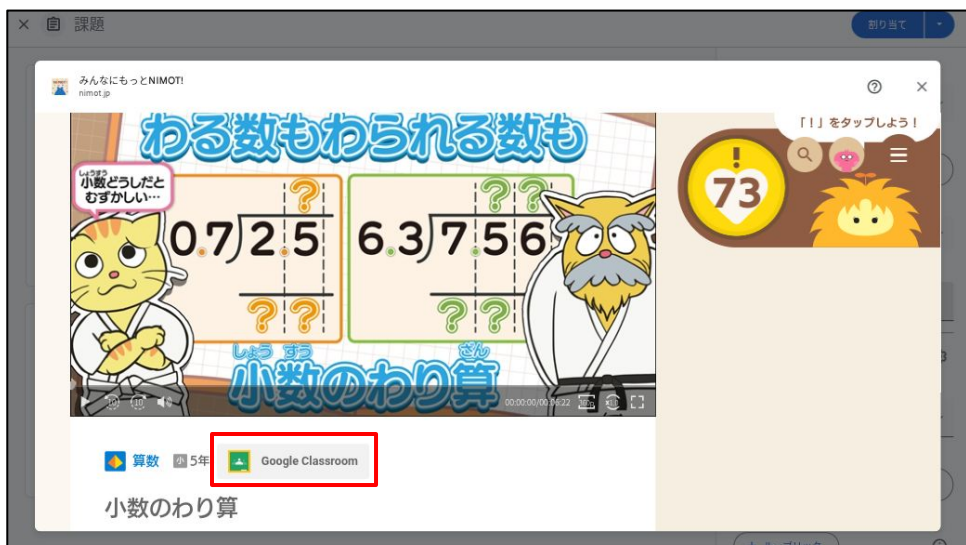 課題
割り当て
みんなにもっとNIMOT!
nimot.jp
わる数もわられる数も
しょうすう
小数どうしだと
むずかしい…
?
0.7)2.5
??
??
6.3)7.56
??
しょう すう ざん
小数のわり算
00:00:00/00:06:22
「!」をタップしよう!
!
73
算数 小 5年 Google Classroom
小数のわり算